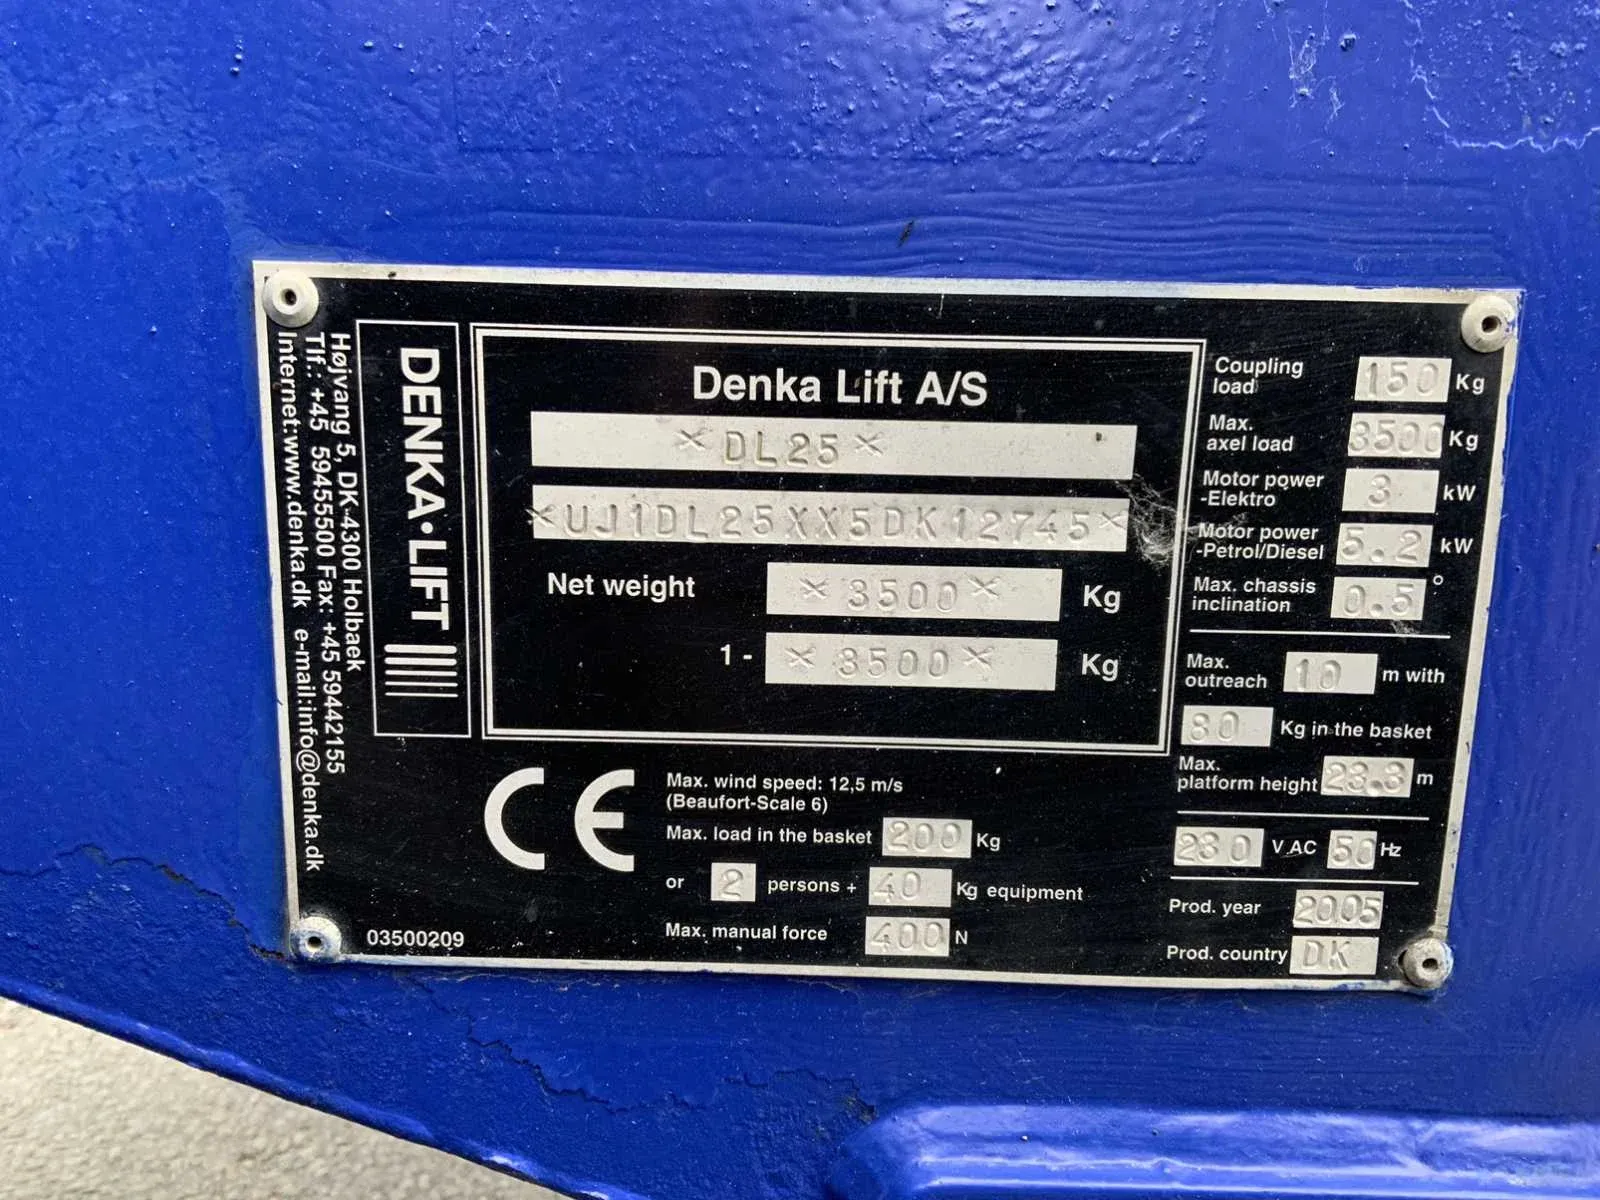 Højvang 5, DK-4300 Holbaek
Tlf.: +45 59455500 Fax: +45 59442155
Internet:www.denka.dk e-mail:info@denka.dk
DENKA•LIFT
Denka Lift A/S
*DL25*
*UJ1DL25XX5DK12745*
Net weight *3500* Kg
1 - *3500* Kg
Max. wind speed: 12,5 m/s
(Beaufort-Scale 6)
Max. load in the basket 200 Kg
or 2 persons + 40 Kg equipment
Max. manual force 400 N
CE
03500209
Coupling
load 150 Kg
Max.
axel load 3500 Kg
Motor power
-Elektro 3 kW
Motor power
-Petrol/Diesel 5.2 kW
Max. chassis
inclination 0.5°
Max.
outreach 10 m with
80 Kg in the basket
Max.
platform height 23.3 m
230 V AC 50 Hz
Prod. year 2005
Prod. country DK